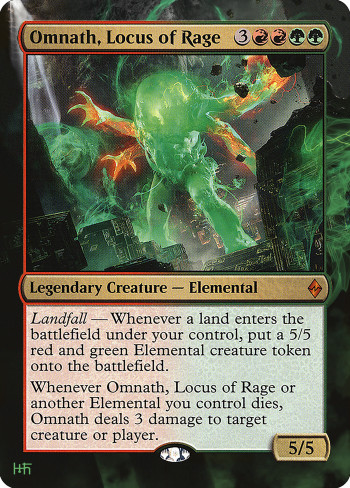 Omnath, Locus of Rage 3
Legendary Creature — Elemental
Landfall — Whenever a land enters the
battlefield under your control, put a 5/5
red and green Elemental creature token
onto the battlefield.
Whenever Omnath, Locus of Rage or
another Elemental you control dies,
Omnath deals 3 damage to target
creature or player.
5/5